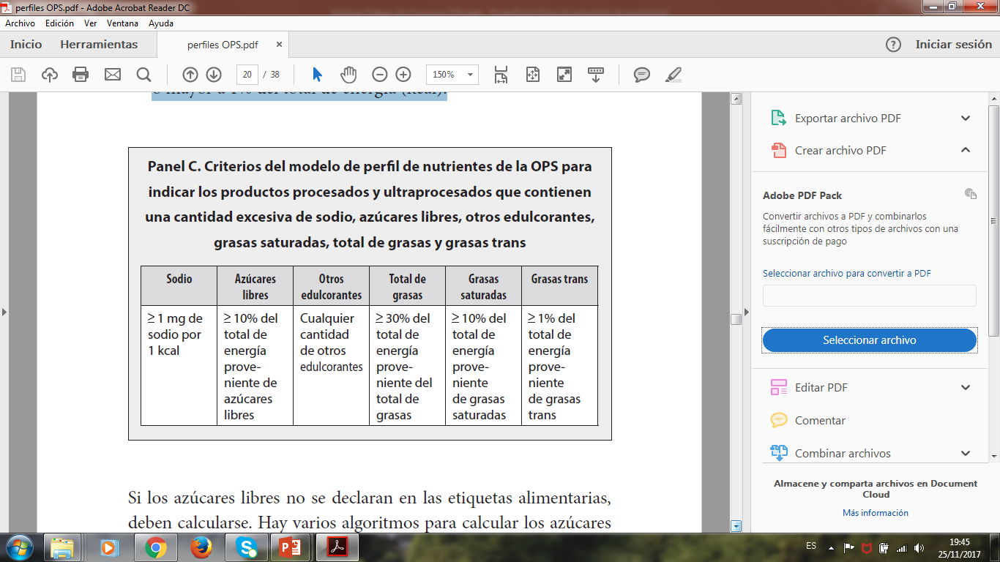 perfiles OPS.pdf - Adobe Acrobat Reader DC
Archivo Edición Ver Ventana Ayuda
Inicio Herramientas perfiles OPS.pdf × Iniciar sesión
20 / 38 150%
o mayor a 1% del total de energía (kcal).
Panel C. Criterios del modelo de perfil de nutrientes de la OPS para
indicar los productos procesados y ultraprocesados que contienen
una cantidad excesiva de sodio, azúcares libres, otros edulcorantes,
grasas saturadas, total de grasas y grasas trans
Sodio
Azúcares
libres
Otros
edulcorantes
Total de
grasas
Grasas
saturadas
Grasas trans
≥ 1 mg de
sodio por
1 kcal
≥ 10% del
total de
energía
prove-
niente de
azúcares
libres
Cualquier
cantidad
de otros
edulcorantes
≥ 30% del
total de
energía
prove-
niente del
total de
grasas
≥ 10% del
total de
energía
prove-
niente
de grasas
saturadas
≥ 1% del
total de
energía
prove-
niente
de grasas
trans
Si los azúcares libres no se declaran en las etiquetas alimentarias,
deben calcularse. Hay varios algoritmos para calcular los azúcares
Exportar archivo PDF
Crear archivo PDF
Adobe PDF Pack
Convertir archivos a PDF y combinarlos
fácilmente con otros tipos de archivos con una
suscripción de pago
Seleccionar archivo para convertir a PDF
Seleccionar archivo
Editar PDF
Comentar
Combinar archivos
Almacene y comparta archivos en Document
Cloud
Más información
ES
19:45
25/11/2017